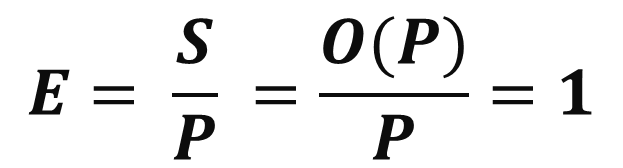 E = S/P = O(P)/P = 1